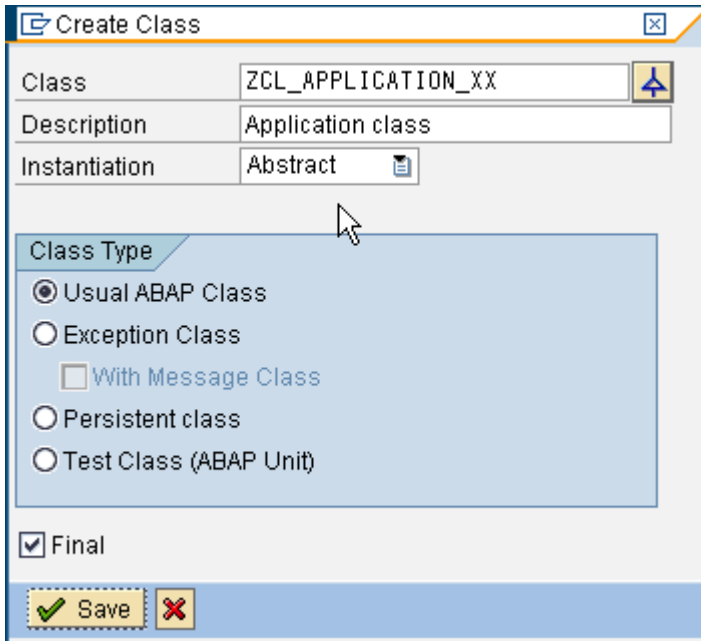 Create Class
Class ZCL_APPLICATION_XX
Description Application class
Instantiation Abstract
Class Type
Usual ABAP Class
Exception Class
With Message Class
Persistent class
Test Class (ABAP Unit)
Final
Save